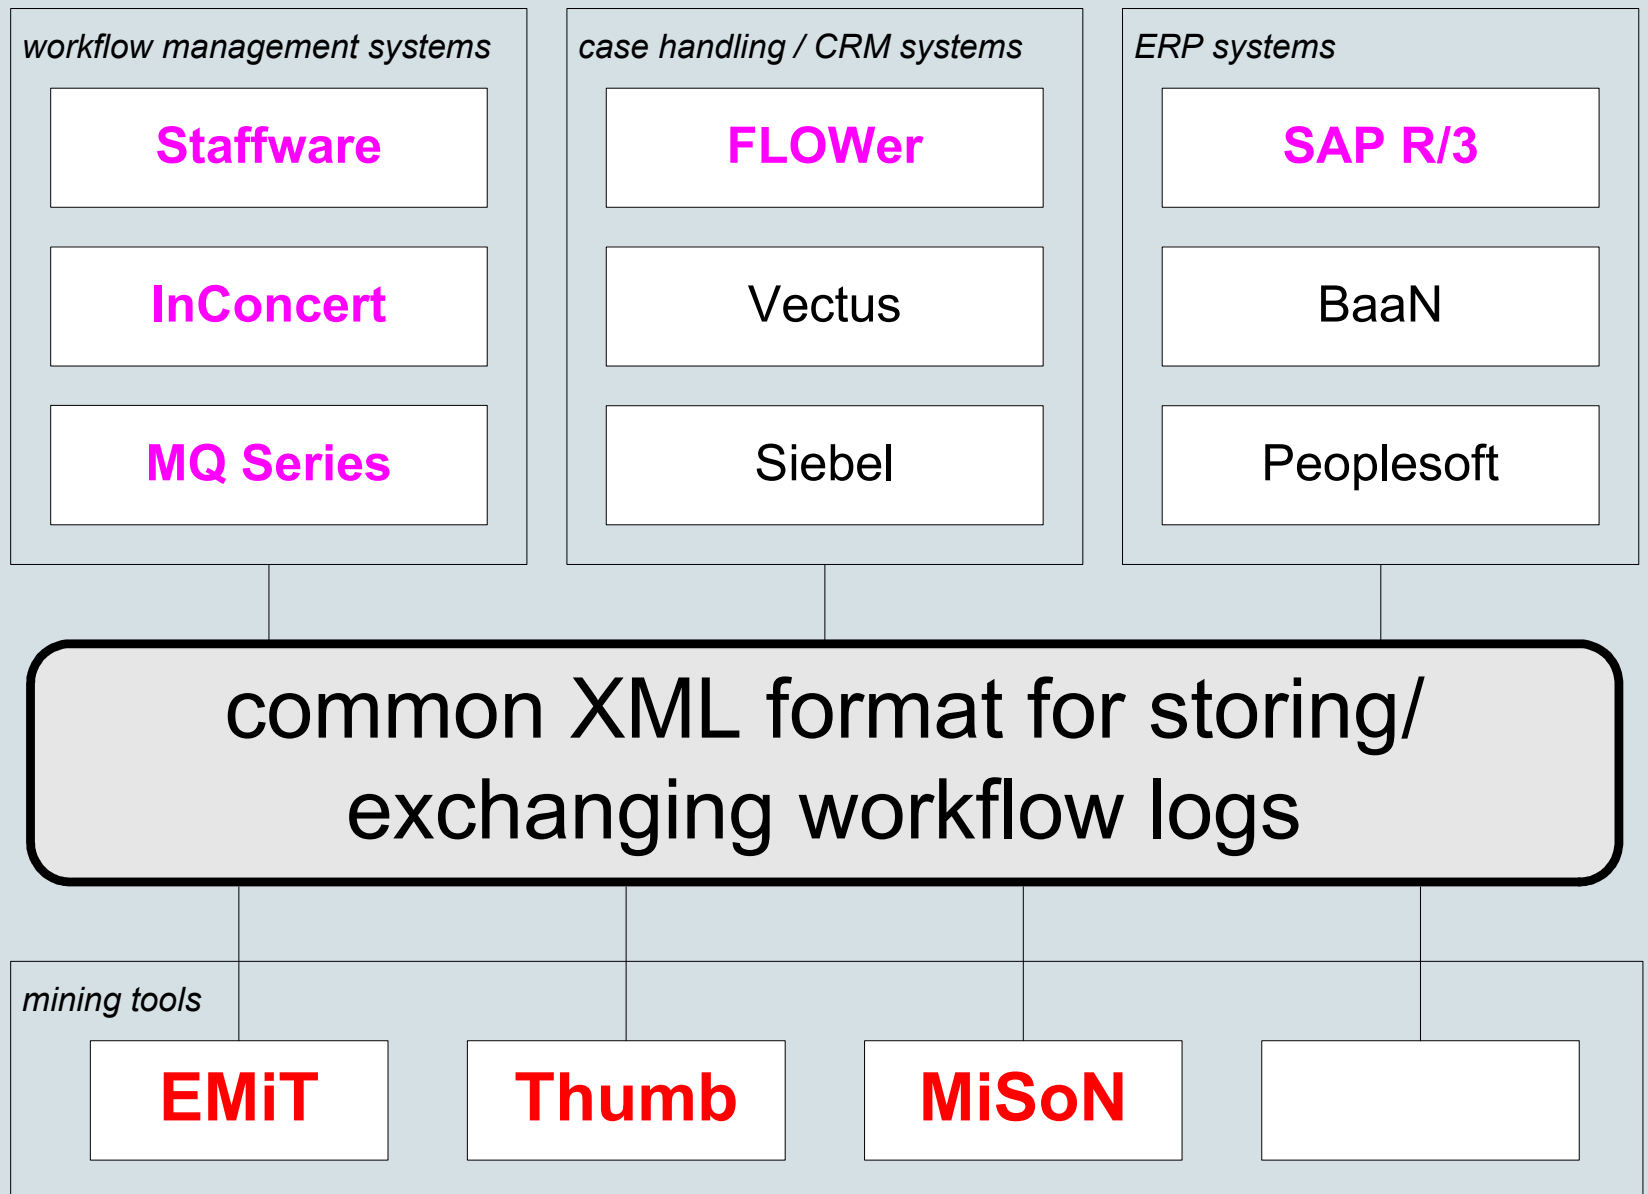 workflow management systems
Staffware
InConcert
MQ Series
case handling / CRM systems
FLOWer
Vectus
Siebel
ERP systems
SAP R/3
BaaN
Peoplesoft
common XML format for storing/
exchanging workflow logs
mining tools
EMiT
Thumb
MiSoN